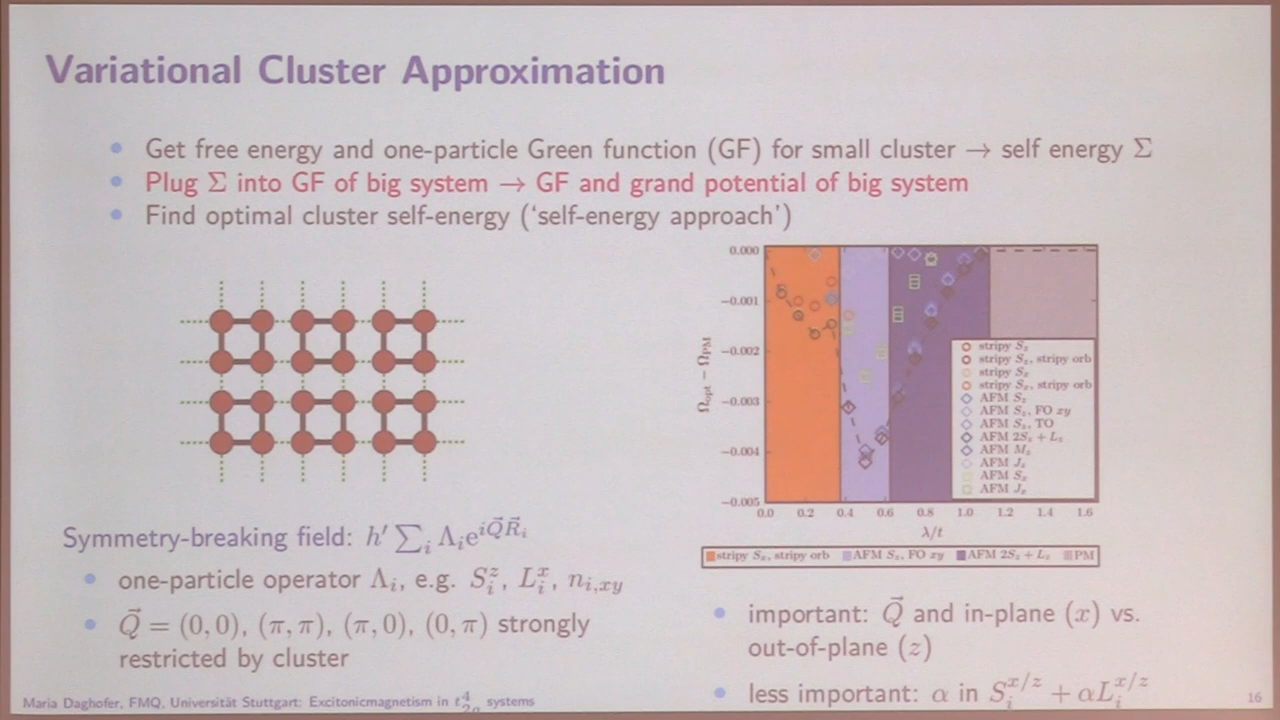 Variational Cluster Approximation
• Get free energy and one-particle Green function (GF) for small cluster → self energy Σ
• Plug Σ into GF of big system → GF and grand potential of big system
• Find optimal cluster self-energy (‘self-energy approach’)
0.000
−0.001
−0.002
−0.003
−0.004
−0.005
Ω_opt − Ω_PM
0.0 0.2 0.4 0.6 0.8 1.0 1.2 1.4 1.6
λ/t
stripy S_z
stripy S_z, stripy orb
stripy S_x
stripy S_x, stripy orb
AFM S_z
AFM S_z, FO xy
AFM S_z, TO
AFM 2S_z + L_z
AFM M_z
AFM J_z
AFM S_x
AFM J_x
stripy S_x, stripy orb AFM S_z, FO xy AFM 2S_z + L_z PM
Symmetry-breaking field: h′ ∑_i Λ_i e^{iQ⃗R⃗_i}
• one-particle operator Λ_i, e.g. S_i^z, L_i^x, n_{i,xy}
• Q⃗ = (0, 0), (π, π), (π, 0), (0, π) strongly
restricted by cluster
• important: Q⃗ and in-plane (x) vs.
out-of-plane (z)
• less important: α in S_i^{x/z} + αL_i^{x/z}
Maria Daghofer, FMQ, Universität Stuttgart: Excitonicmagnetism in t_{2g}^4 systems
16